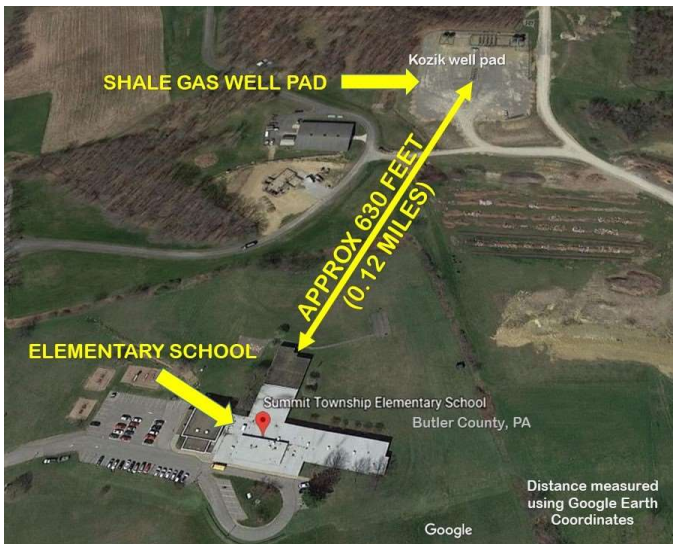 Kozik well pad
SHALE GAS WELL PAD
APPROX 630 FEET
(0.12 MILES)
ELEMENTARY SCHOOL
Summit Township Elementary School
Butler County, PA
Distance measured
using Google Earth
Coordinates
Google